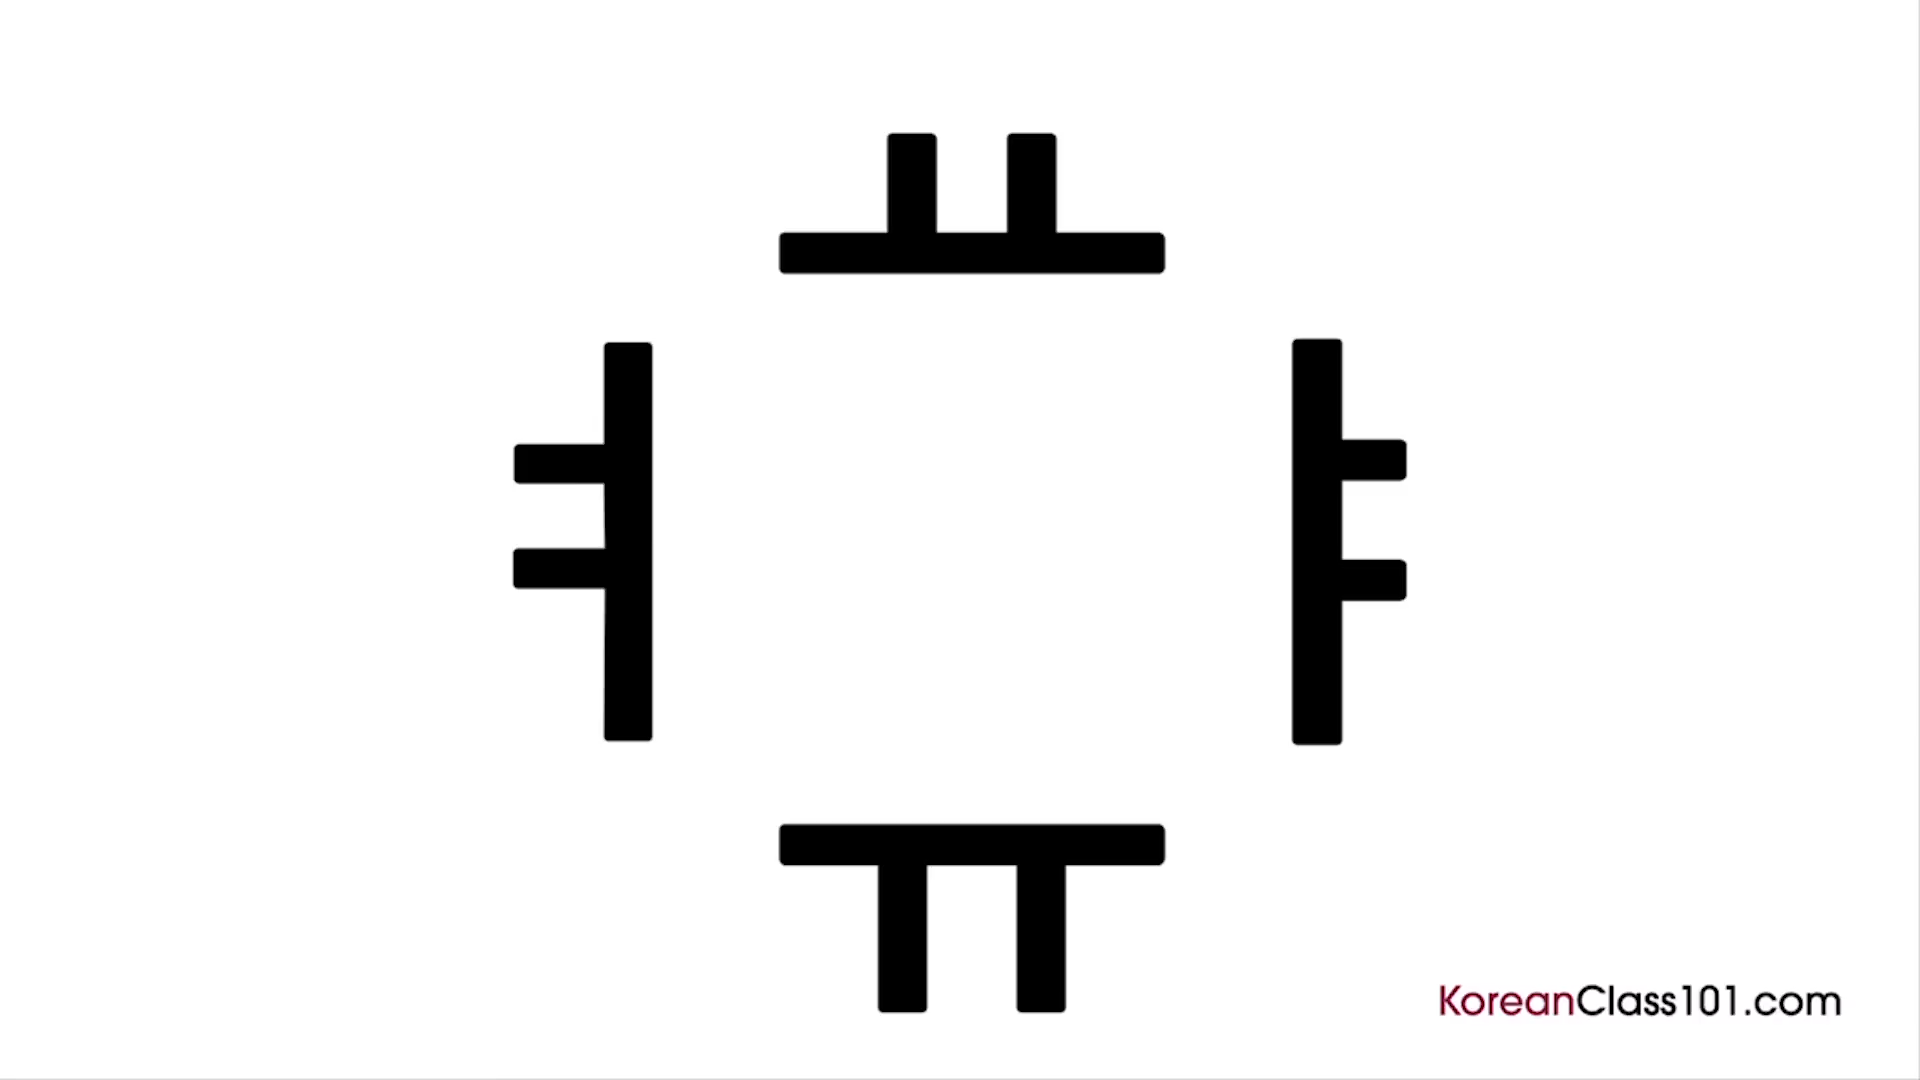 ㅛ
ㅕ ㅑ
ㅠ
KoreanClass101.com